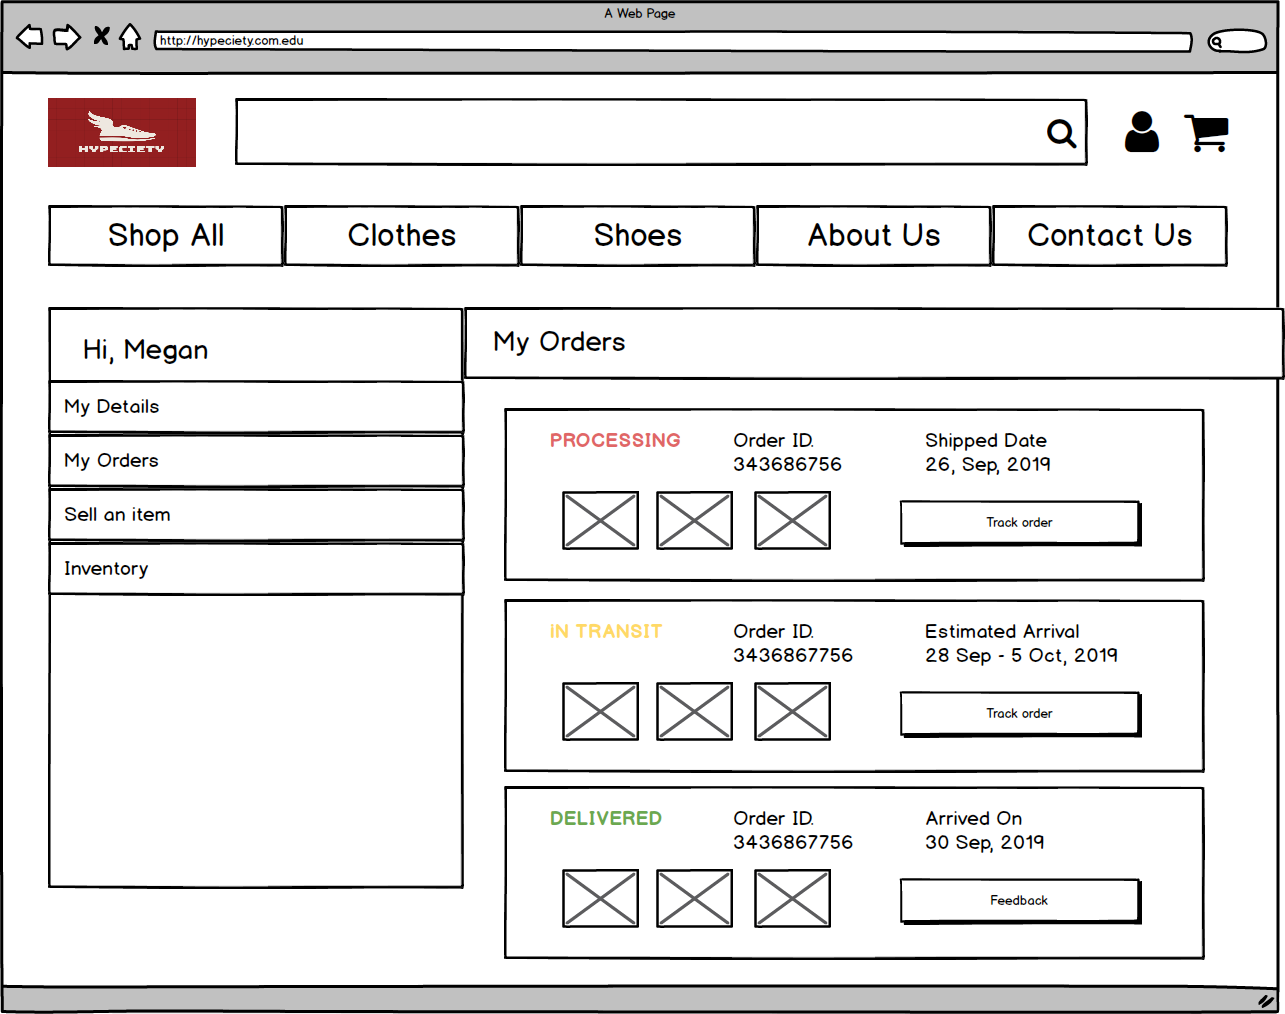 A Web Page
http://hypeciety.com.edu
HYPECIETY
Shop All
Clothes
Shoes
About Us
Contact Us
Hi, Megan
My Details
My Orders
Sell an item
Inventory
My Orders
PROCESSING
Order ID.
343686756
Shipped Date
26, Sep, 2019
Track order
iN TRANSIT
Order ID.
3436867756
Estimated Arrival
28 Sep - 5 Oct, 2019
Track order
DELIVERED
Order ID.
3436867756
Arrived On
30 Sep, 2019
Feedback